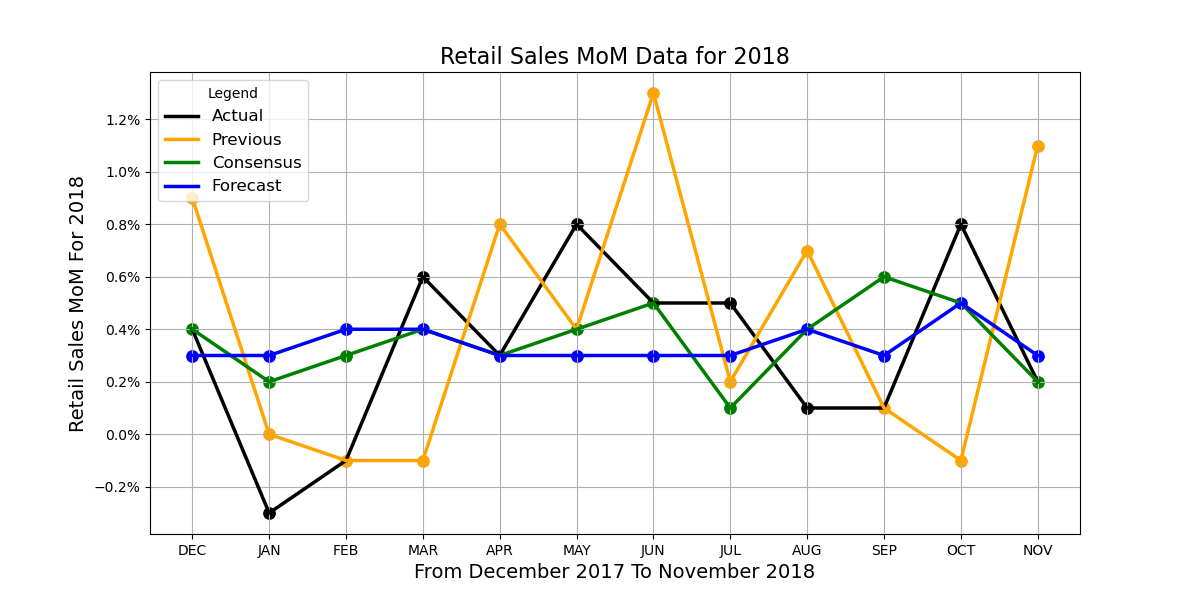 Retail Sales MoM Data for 2018
Legend
Actual
Previous
Consensus
Forecast
1.2%
1.0%
0.8%
0.6%
0.4%
0.2%
0.0%
−0.2%
Retail Sales MoM For 2018
DEC JAN FEB MAR APR MAY JUN JUL AUG SEP OCT NOV
From December 2017 To November 2018